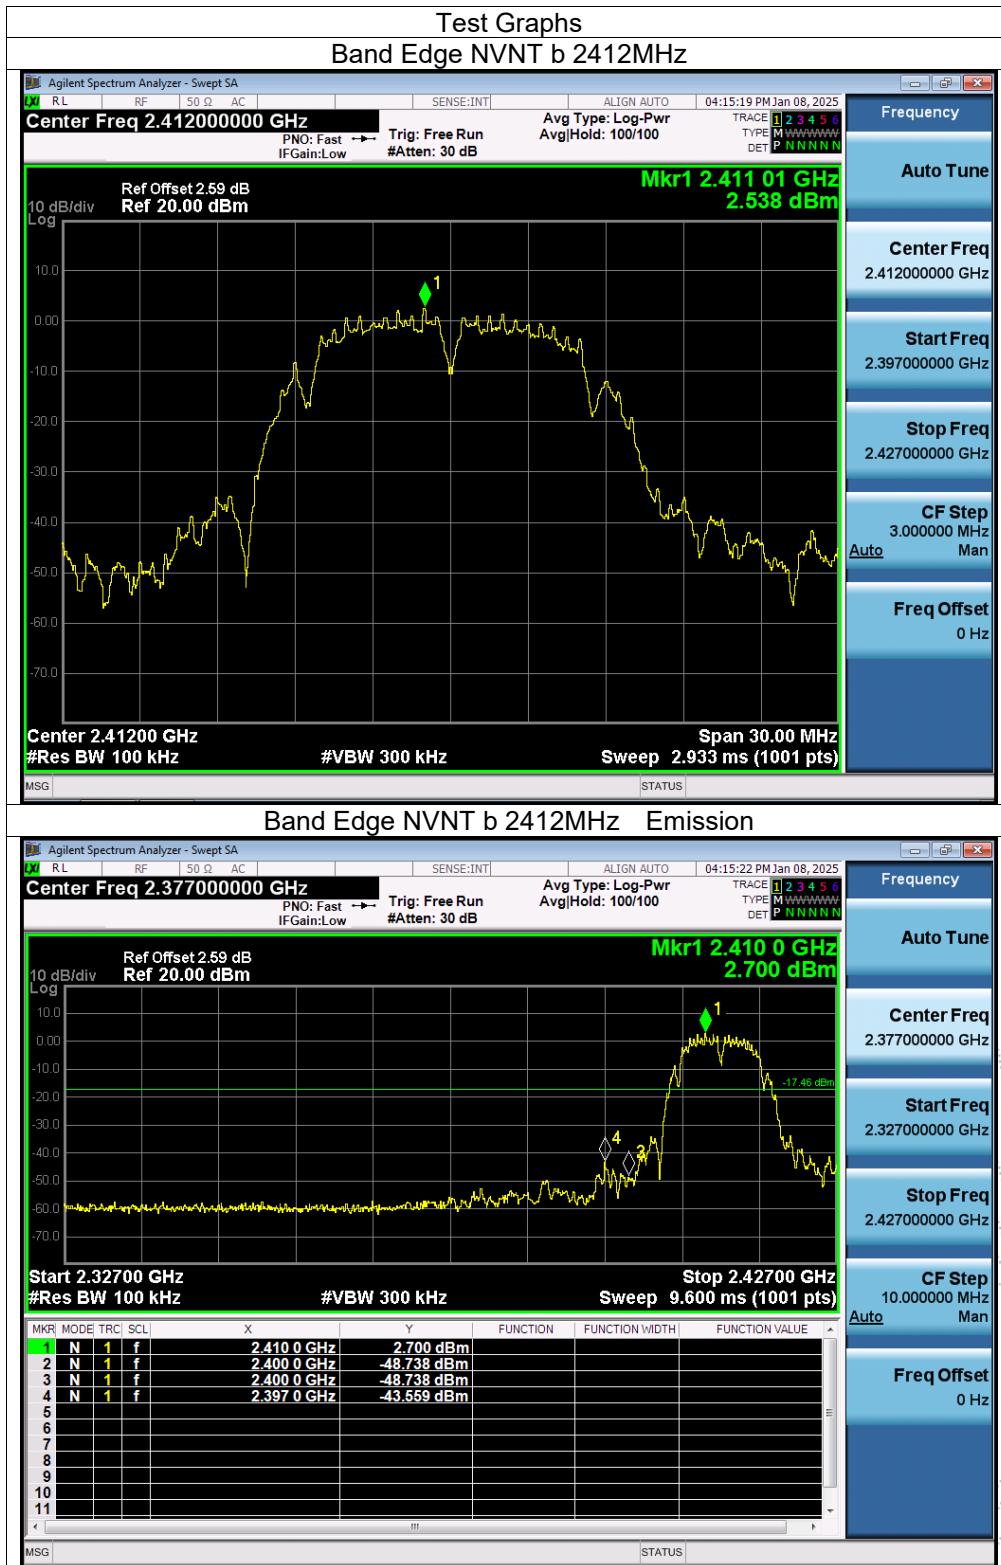 Test Graphs
Band Edge NVNT b 2412MHz
Agilent Spectrum Analyzer - Swept SA
LXI RL RF 50 Ω AC SENSE:INT ALIGN AUTO 04:15:19 PM Jan 08, 2025
Center Freq 2.412000000 GHz
PNO: Fast
IFGain:Low
Trig: Free Run
#Atten: 30 dB
Avg Type: Log-Pwr
Avg|Hold: 100/100
TRACE 1 2 3 4 5 6
TYPE M WWWWW
DET P N N N N N
Mkr1 2.411 01 GHz
2.538 dBm
Ref Offset 2.59 dB
10 dB/div Ref 20.00 dBm
Log
1
10.0
0.00
-10.0
-20.0
-30.0
-40.0
-50.0
-60.0
-70.0
Center 2.41200 GHz Span 30.00 MHz
#Res BW 100 kHz #VBW 300 kHz Sweep 2.933 ms (1001 pts)
MSG STATUS
Frequency
Auto Tune
Center Freq
2.412000000 GHz
Start Freq
2.397000000 GHz
Stop Freq
2.427000000 GHz
CF Step
3.000000 MHz
Auto Man
Freq Offset
0 Hz
Band Edge NVNT b 2412MHz Emission
Agilent Spectrum Analyzer - Swept SA
LXI RL RF 50 Ω AC SENSE:INT ALIGN AUTO 04:15:22 PM Jan 08, 2025
Center Freq 2.377000000 GHz
PNO: Fast
IFGain:Low
Trig: Free Run
#Atten: 30 dB
Avg Type: Log-Pwr
Avg|Hold: 100/100
TRACE 1 2 3 4 5 6
TYPE M WWWWW
DET P N N N N N
Mkr1 2.410 0 GHz
2.700 dBm
Ref Offset 2.59 dB
10 dB/div Ref 20.00 dBm
Log
10.0
0.00
-10.0
-20.0
-30.0
-40.0
-50.0
-60.0
-70.0
1
-17.46 dBm
4
Start 2.32700 GHz Stop 2.42700 GHz
#Res BW 100 kHz #VBW 300 kHz Sweep 9.600 ms (1001 pts)
MKR MODE TRC SCL X Y FUNCTION FUNCTION WIDTH FUNCTION VALUE
1 N 1 f 2.410 0 GHz 2.700 dBm
2 N 1 f 2.400 0 GHz -48.738 dBm
3 N 1 f 2.400 0 GHz -48.738 dBm
4 N 1 f 2.397 0 GHz -43.559 dBm
5
6
7
8
9
10
11
MSG STATUS
Frequency
Auto Tune
Center Freq
2.377000000 GHz
Start Freq
2.327000000 GHz
Stop Freq
2.427000000 GHz
CF Step
10.000000 MHz
Auto Man
Freq Offset
0 Hz